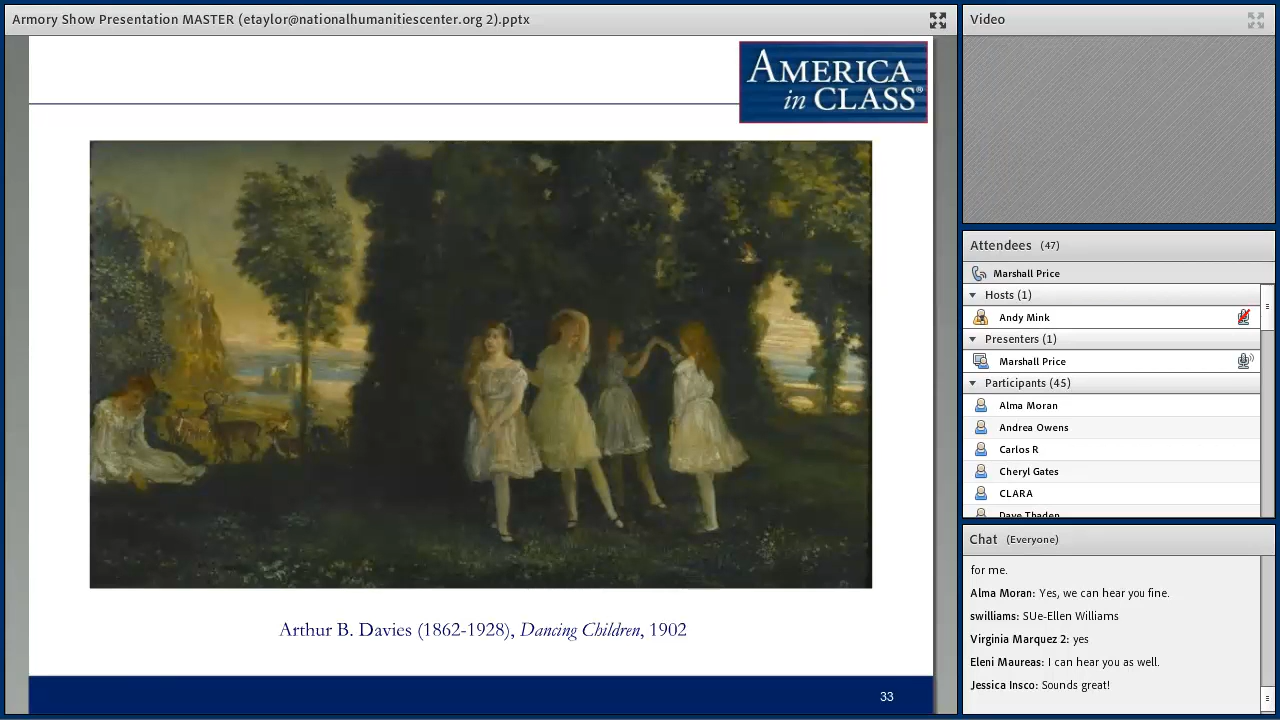 Armory Show Presentation MASTER (etaylor@nationalhumanitiescenter.org 2).pptx
AMERICA
in CLASS®
Arthur B. Davies (1862-1928), Dancing Children, 1902
33
Video
Attendees (47)
Marshall Price
Hosts (1)
Andy Mink
Presenters (1)
Marshall Price
Participants (45)
Alma Moran
Andrea Owens
Carlos R
Cheryl Gates
CLARA
Dave Thaden
Chat (Everyone)
for me.
Alma Moran: Yes, we can hear you fine.
swilliams: SUe-Ellen Williams
Virginia Marquez 2: yes
Eleni Maureas: I can hear you as well.
Jessica Insco: Sounds great!